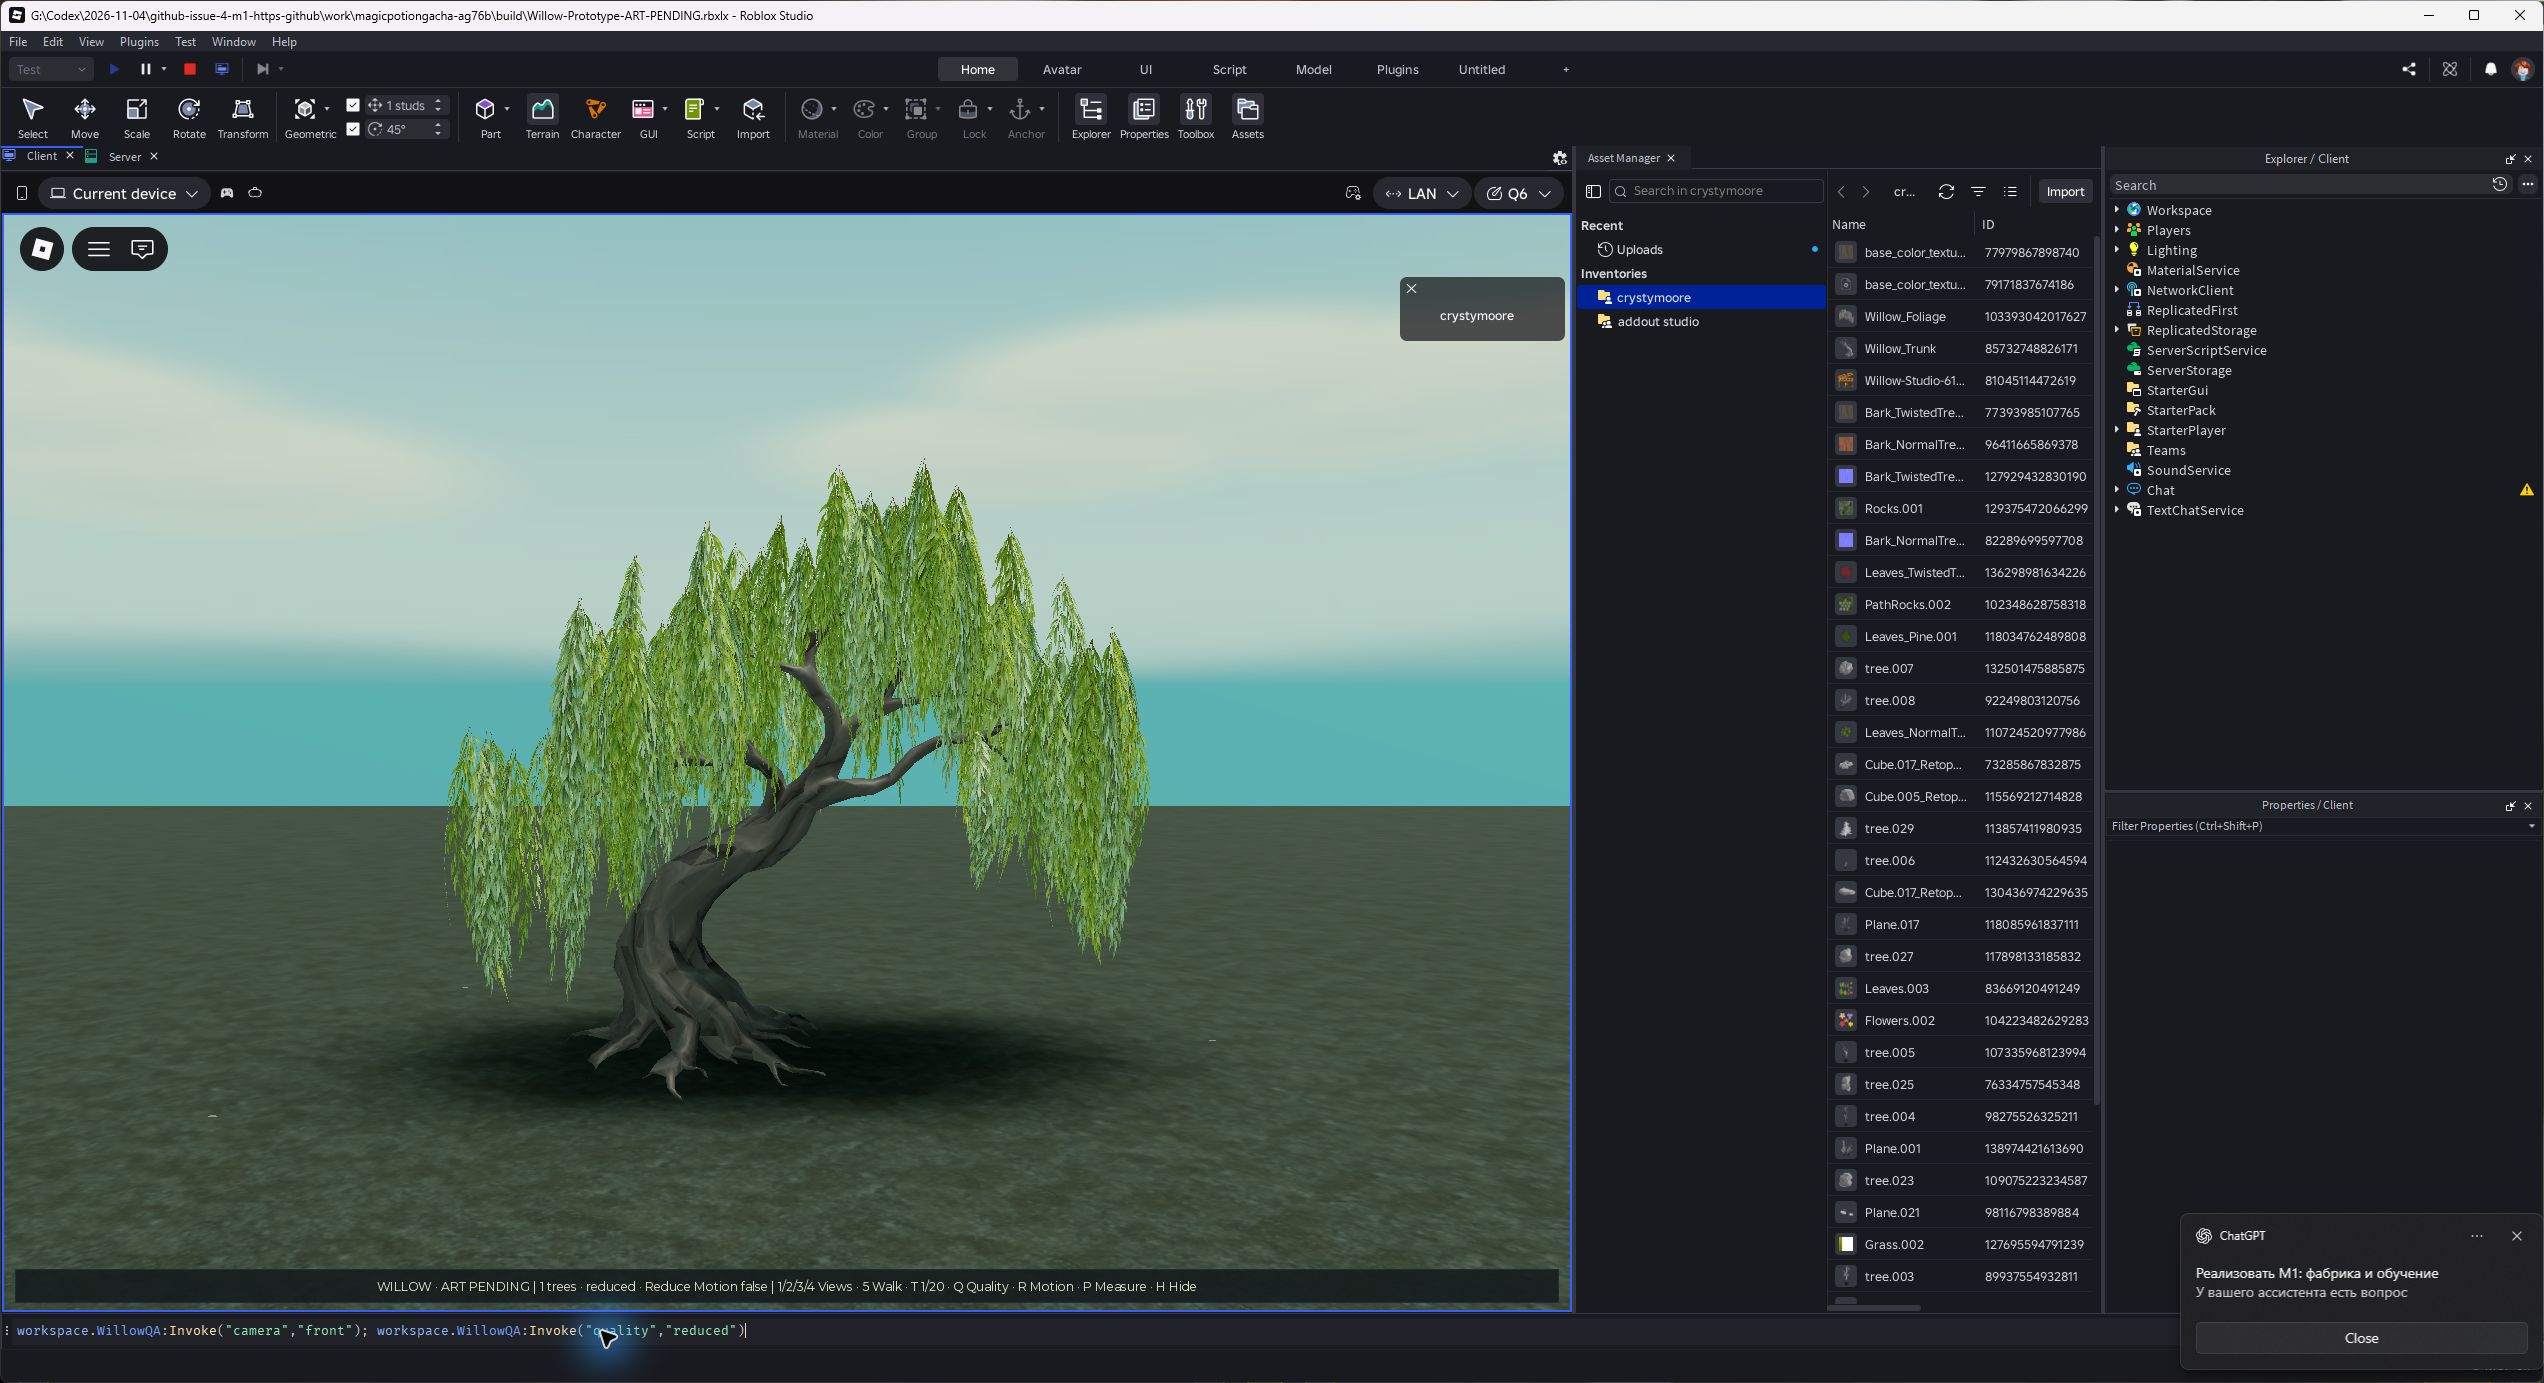 G:\Codex\2026-11-04\github-issue-4-m1-https-github\work\magicpotiongacha-ag76b\build\Willow-Prototype-ART-PENDING.rbxlx - Roblox Studio
File Edit View Plugins Test Window Help
Test
Home Avatar UI Script Model Plugins Untitled +
1 studs
45°
Select Move Scale Rotate Transform Geometric Part Terrain Character GUI Script Import Material Color Group Lock Anchor Explorer Properties Toolbox Assets
Client
Server
Current device
LAN
Q6
crystymoore
WILLOW · ART PENDING | 1 trees · reduced · Reduce Motion false | 1/2/3/4 Views · 5 Walk · T 1/20 · Q Quality · R Motion · P Measure · H Hide
workspace.WillowQA:Invoke("camera","front"); workspace.WillowQA:Invoke("quality","reduced")
Asset Manager
Search in crystymoore
cr...
Import
Recent
Uploads
Inventories
crystymoore
addout studio
Name ID
base_color_textu... 77979867898740
base_color_textu... 79171837674186
Willow_Foliage 103393042017627
Willow_Trunk 85732748826171
Willow-Studio-61... 81045114472619
Bark_TwistedTre... 77393985107765
Bark_NormalTre... 96411665869378
Bark_TwistedTre... 127929432830190
Rocks.001 129375472066299
Bark_NormalTre... 82289699597708
Leaves_TwistedT... 136298981634226
PathRocks.002 102348628758318
Leaves_Pine.001 118034762489808
tree.007 132501475885875
tree.008 92249803120756
Leaves_NormalT... 110724520977986
Cube.017_Retop... 73285867832875
Cube.005_Retop... 115569212714828
tree.029 113857411980935
tree.006 112432630564594
Cube.017_Retop... 130436974229635
Plane.017 118085961837111
tree.027 117898133185832
Leaves.003 83669120491249
Flowers.002 104223482629283
tree.005 107335968123994
tree.025 76334757545348
tree.004 98275526325211
Plane.001 138974421613690
tree.023 109075223234587
Plane.021 98116798389884
Grass.002 127695594791239
tree.003 89937554932811
Explorer / Client
Search
Workspace
Players
Lighting
MaterialService
NetworkClient
ReplicatedFirst
ReplicatedStorage
ServerScriptService
ServerStorage
StarterGui
StarterPack
StarterPlayer
Teams
SoundService
Chat
TextChatService
Properties / Client
Filter Properties (Ctrl+Shift+P)
ChatGPT
Реализовать M1: фабрика и обучение
У вашего ассистента есть вопрос
Close